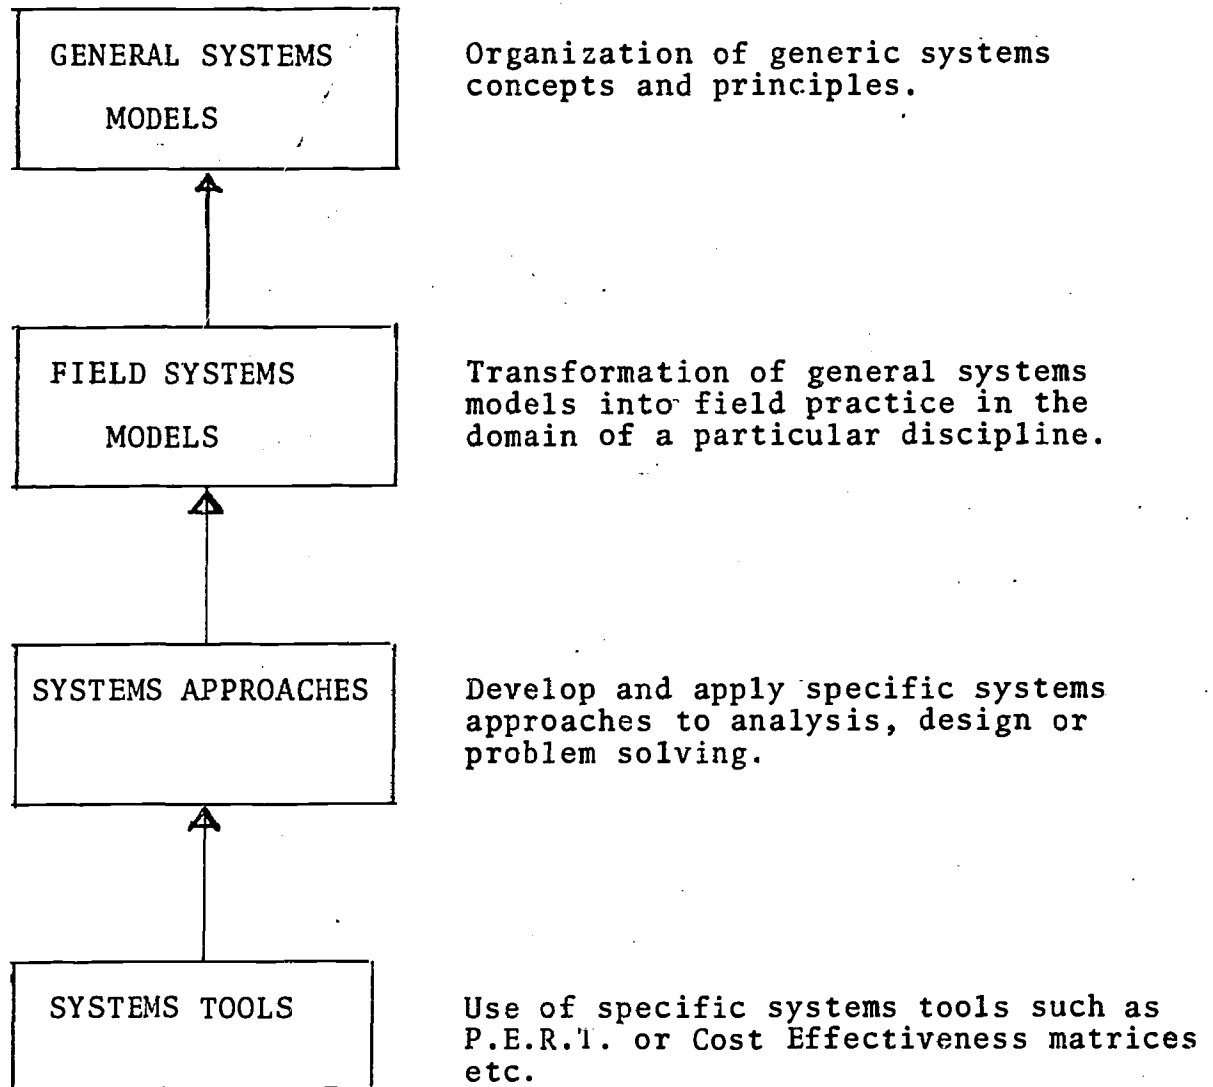 GENERAL SYSTEMS
MODELS
Organization of generic systems
concepts and principles.
FIELD SYSTEMS
MODELS
Transformation of general systems
models into field practice in the
domain of a particular discipline.
SYSTEMS APPROACHES
Develop and apply specific systems
approaches to analysis, design or
problem solving.
SYSTEMS TOOLS
Use of specific systems tools such as
P.E.R.T. or Cost Effectiveness matrices
etc.